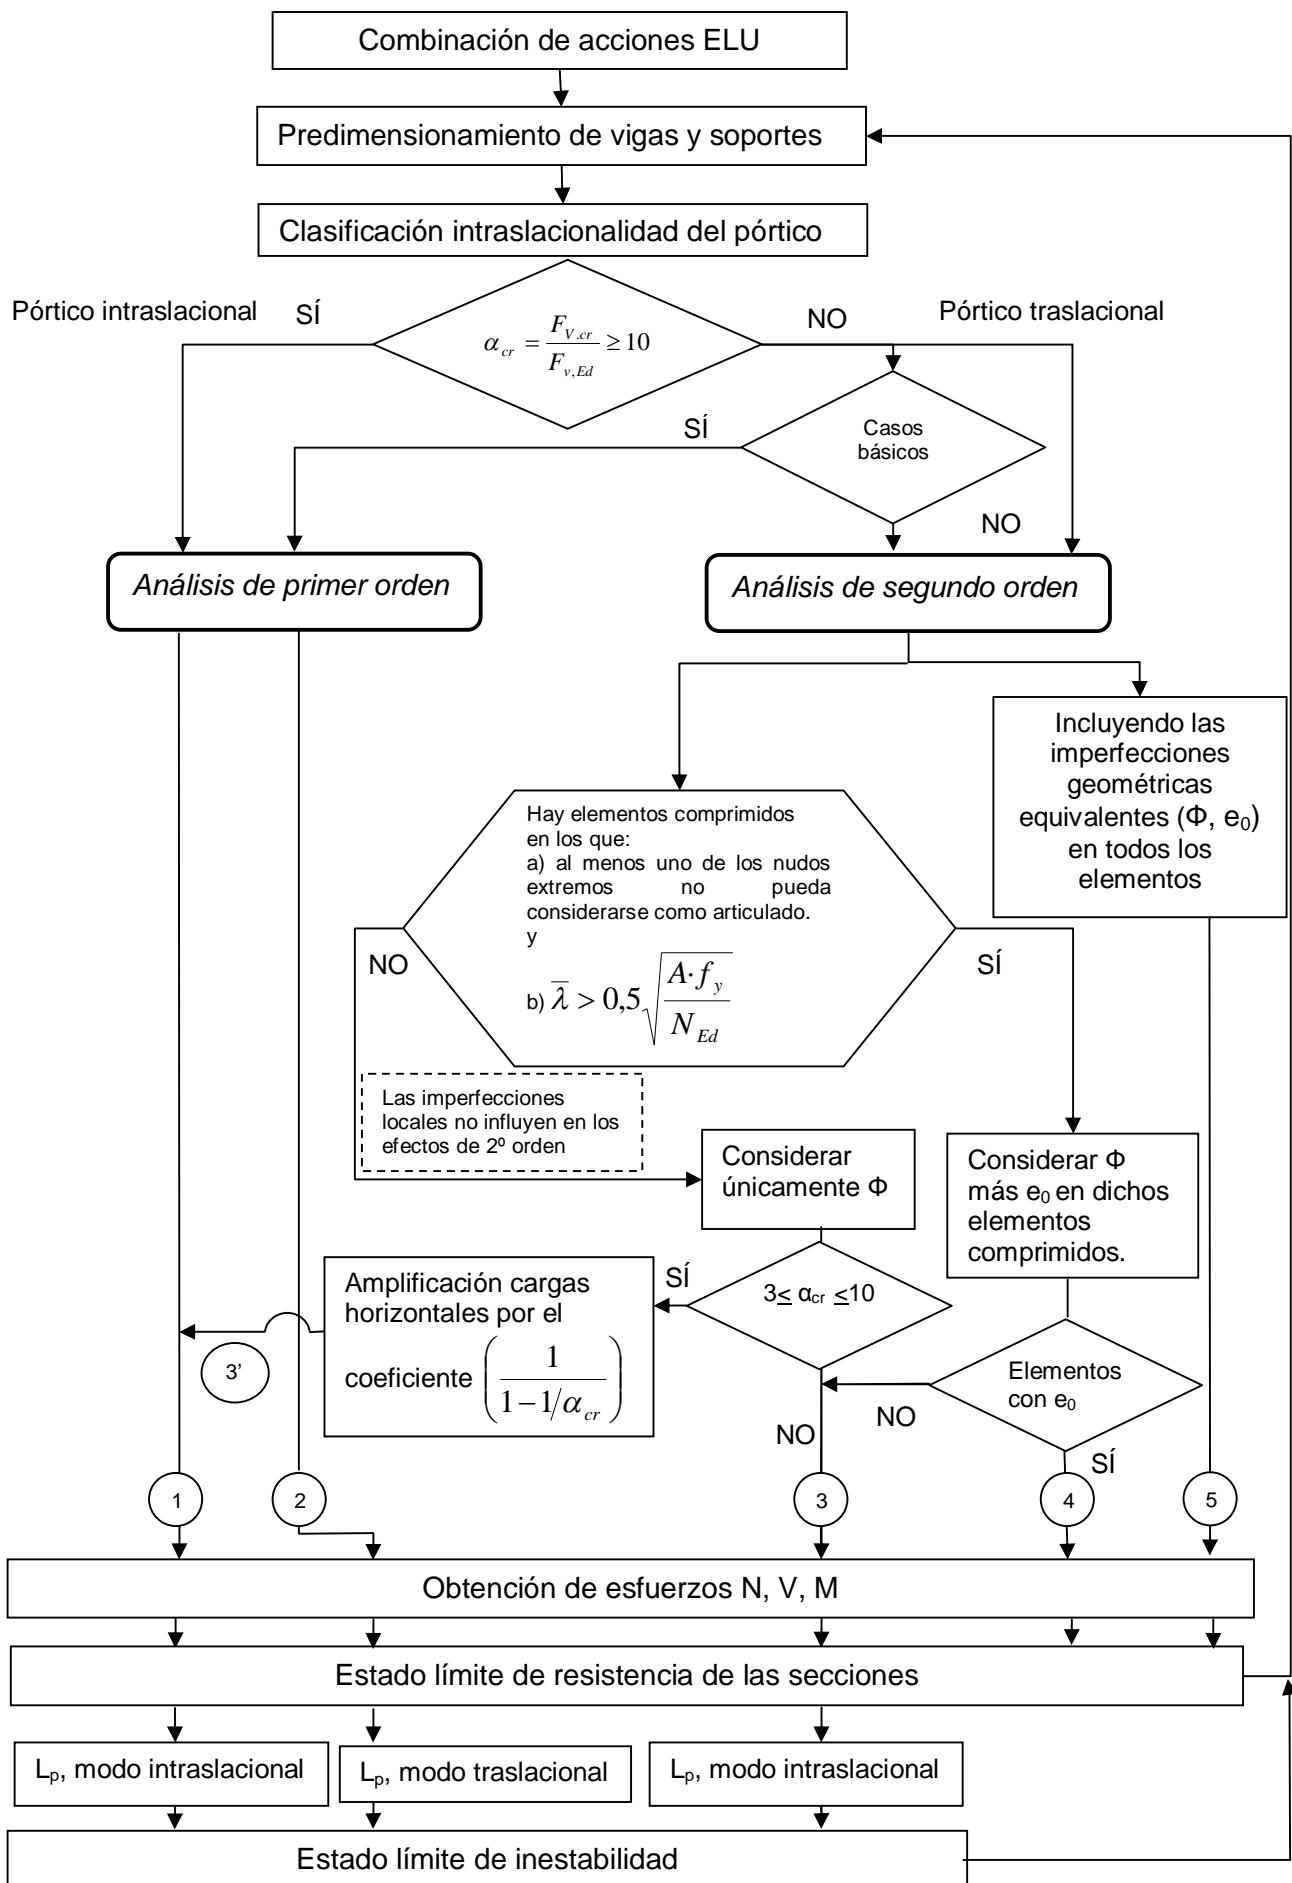 Combinación de acciones ELU
Predimensionamiento de vigas y soportes
Clasificación intraslacionalidad del pórtico
Pórtico intraslacional
SÍ
α_cr = F_V.cr / F_v,Ed ≥ 10
NO
Pórtico traslacional
SÍ
Casos
básicos
NO
Análisis de primer orden
Análisis de segundo orden
Incluyendo las
imperfecciones
geométricas
equivalentes (Φ, e₀)
en todos los
elementos
Hay elementos comprimidos
en los que:
a) al menos uno de los nudos
extremos no pueda
considerarse como articulado.
y
b) λ̅ > 0,5 √(A·f_y / N_Ed)
NO
SÍ
Las imperfecciones
locales no influyen en los
efectos de 2º orden
Considerar
únicamente Φ
Considerar Φ
más e₀ en dichos
elementos
comprimidos.
Amplificación cargas
horizontales por el
coeficiente (1 / (1−1/α_cr))
SÍ
3≤ α_cr ≤10
3’
Elementos
con e₀
NO
NO
SÍ
1
2
3
4
5
Obtención de esfuerzos N, V, M
Estado límite de resistencia de las secciones
Lₚ, modo intraslacional
Lₚ, modo traslacional
Lₚ, modo intraslacional
Estado límite de inestabilidad